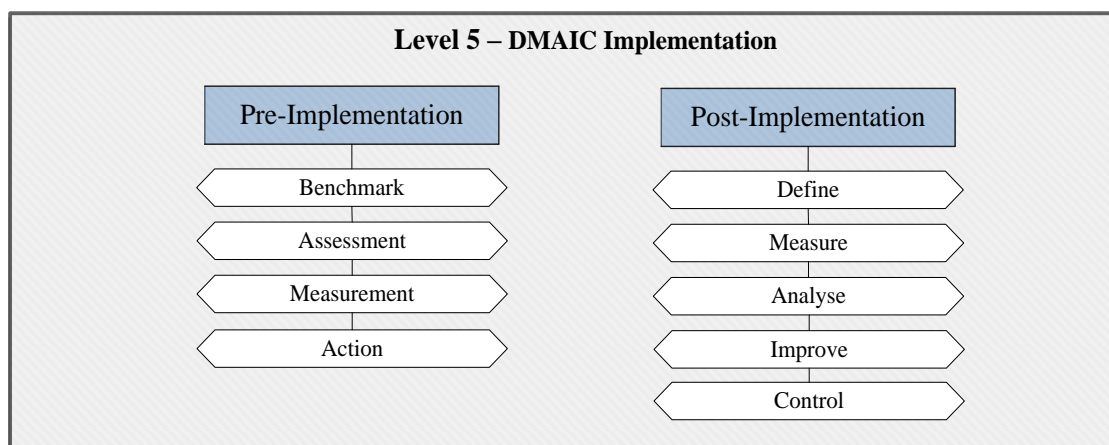 Level 5 – DMAIC Implementation
Pre-Implementation
Benchmark
Assessment
Measurement
Action
Post-Implementation
Define
Measure
Analyse
Improve
Control